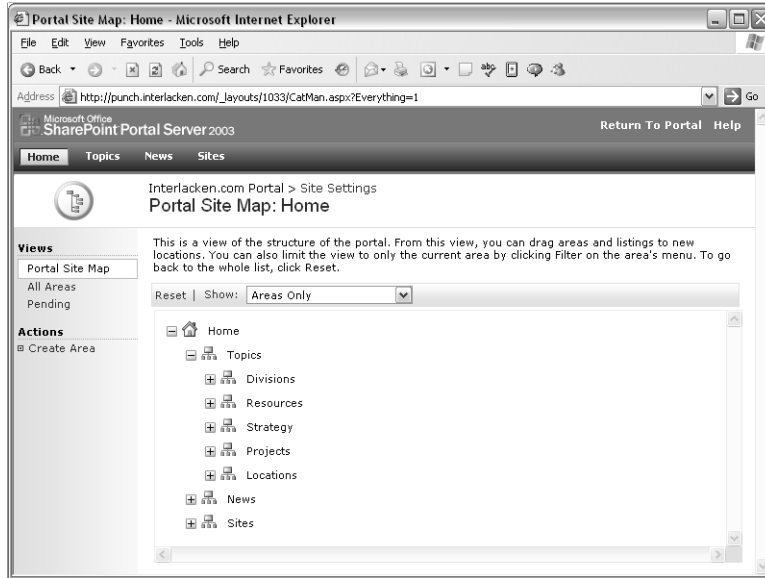 Portal Site Map: Home - Microsoft Internet Explorer
File Edit View Favorites Tools Help
Back Search Favorites
Address http://punch.interlacken.com/_layouts/1033/CatMan.aspx?Everything=1 Go
Microsoft Office
SharePoint Portal Server 2003 Return To Portal Help
Home Topics News Sites
Interlacken.com Portal > Site Settings
Portal Site Map: Home
Views
Portal Site Map
All Areas
Pending
Actions
Create Area
This is a view of the structure of the portal. From this view, you can drag areas and listings to new
locations. You can also limit the view to only the current area by clicking Filter on the area's menu. To go
back to the whole list, click Reset.
Reset | Show: Areas Only
Home
Topics
Divisions
Resources
Strategy
Projects
Locations
News
Sites